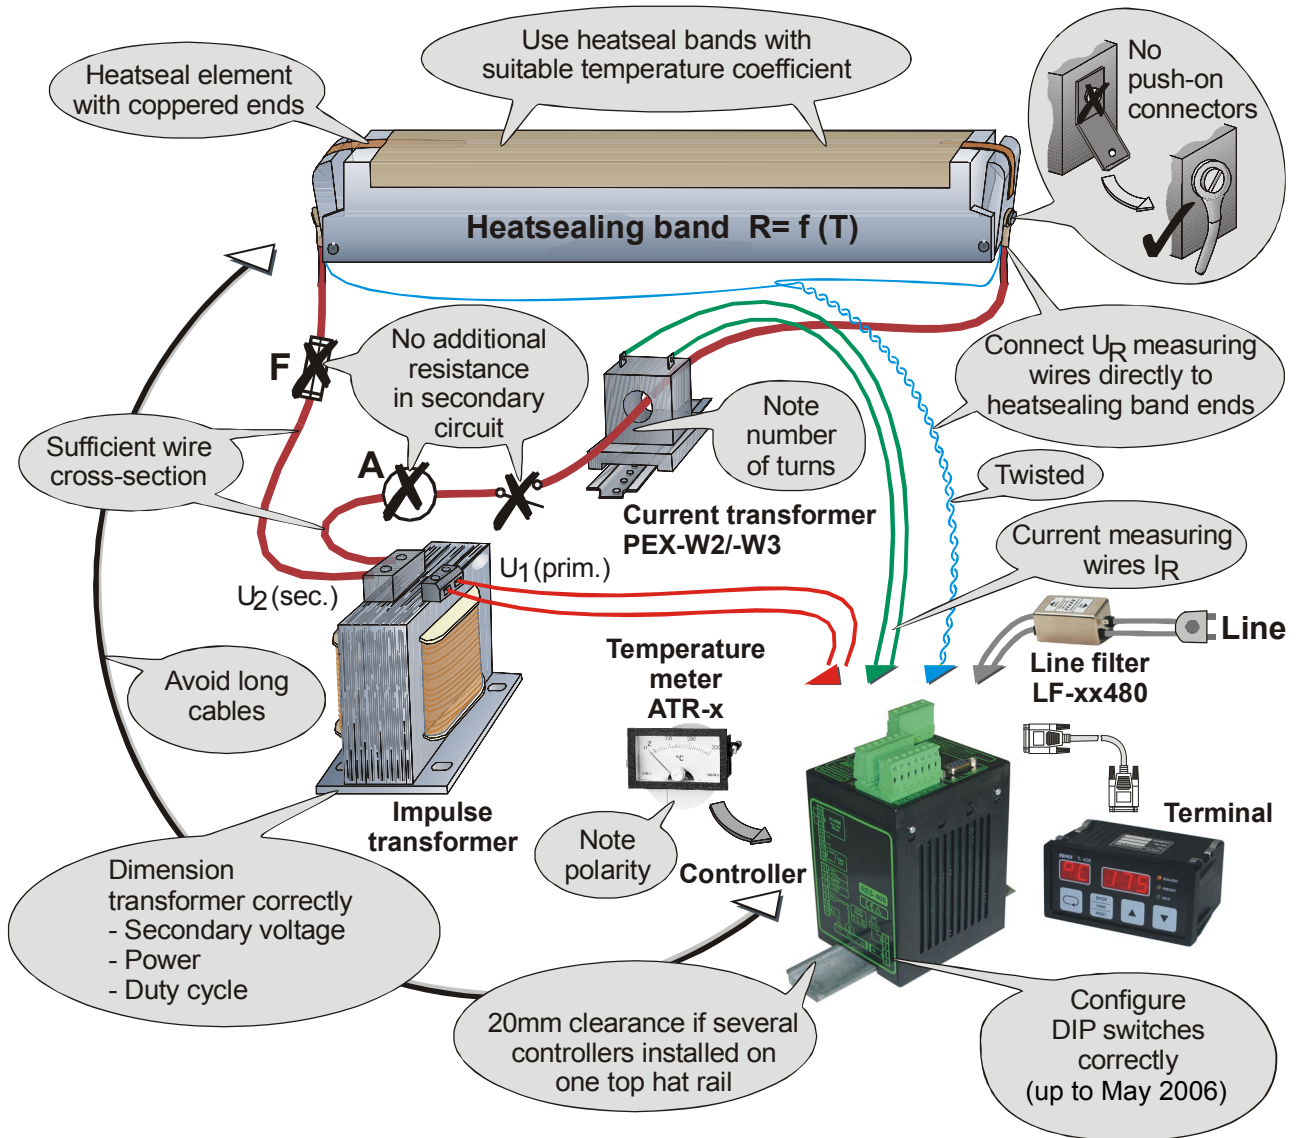 Use heatseal bands with
suitable temperature coefficient
Heatseal element
with coppered ends
No
push-on
connectors
Heatsealing band  R= f (T)
F
No additional
resistance
in secondary
circuit
Connect UR measuring
wires directly to
heatsealing band ends
Note
number
of turns
Sufficient wire
cross-section
A
Twisted
Current transformer
PEX-W2/-W3
Current measuring
wires IR
U1 (prim.)
U2 (sec.)
Line
Temperature
meter
ATR-x
Line filter
LF-xx480
Avoid long
cables
°C
Impulse
transformer
Note
polarity
Controller
Terminal
RES-408
°C 175
Dimension
transformer correctly
- Secondary voltage
- Power
- Duty cycle
20mm clearance if several
controllers installed on
one top hat rail
Configure
DIP switches
correctly
(up to May 2006)